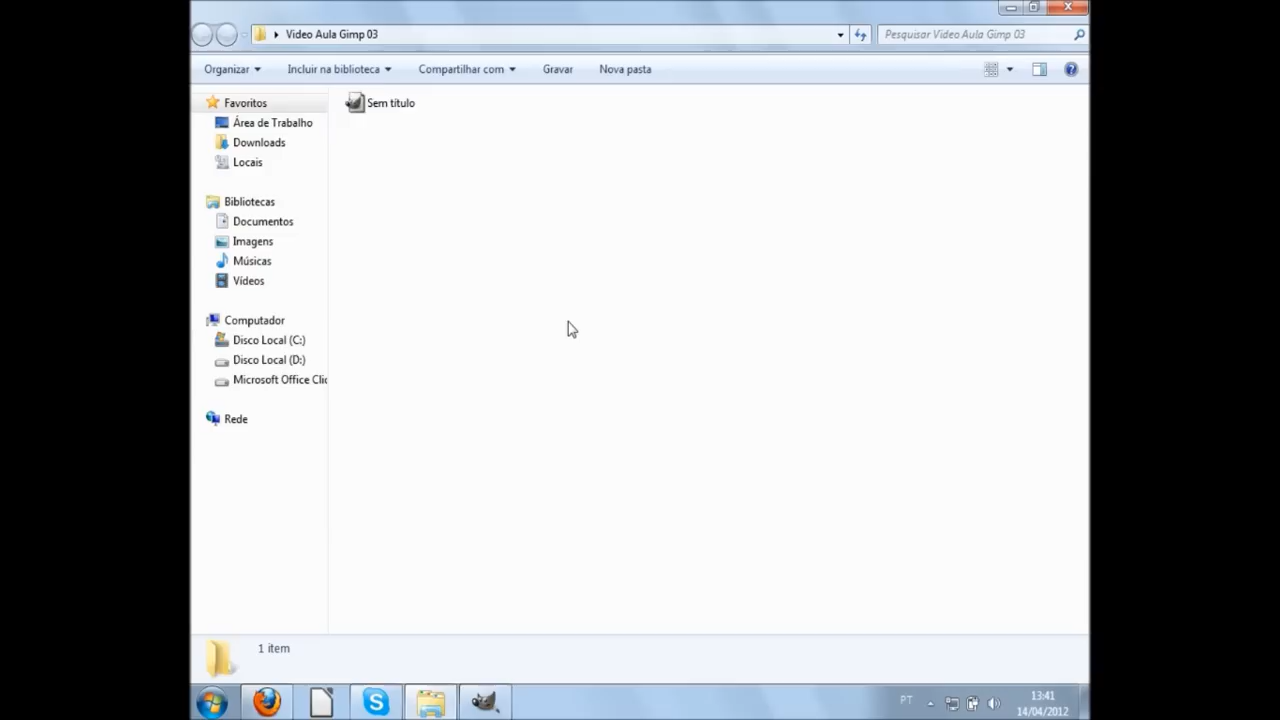 Video Aula Gimp 03
Pesquisar Video Aula Gimp 03
Organizar
Incluir na biblioteca
Compartilhar com
Gravar
Nova pasta
Favoritos
Área de Trabalho
Downloads
Locais
Bibliotecas
Documentos
Imagens
Músicas
Vídeos
Computador
Disco Local (C:)
Disco Local (D:)
Microsoft Office Clic
Rede
Sem título
1 item
PT
13:41
14/04/2012